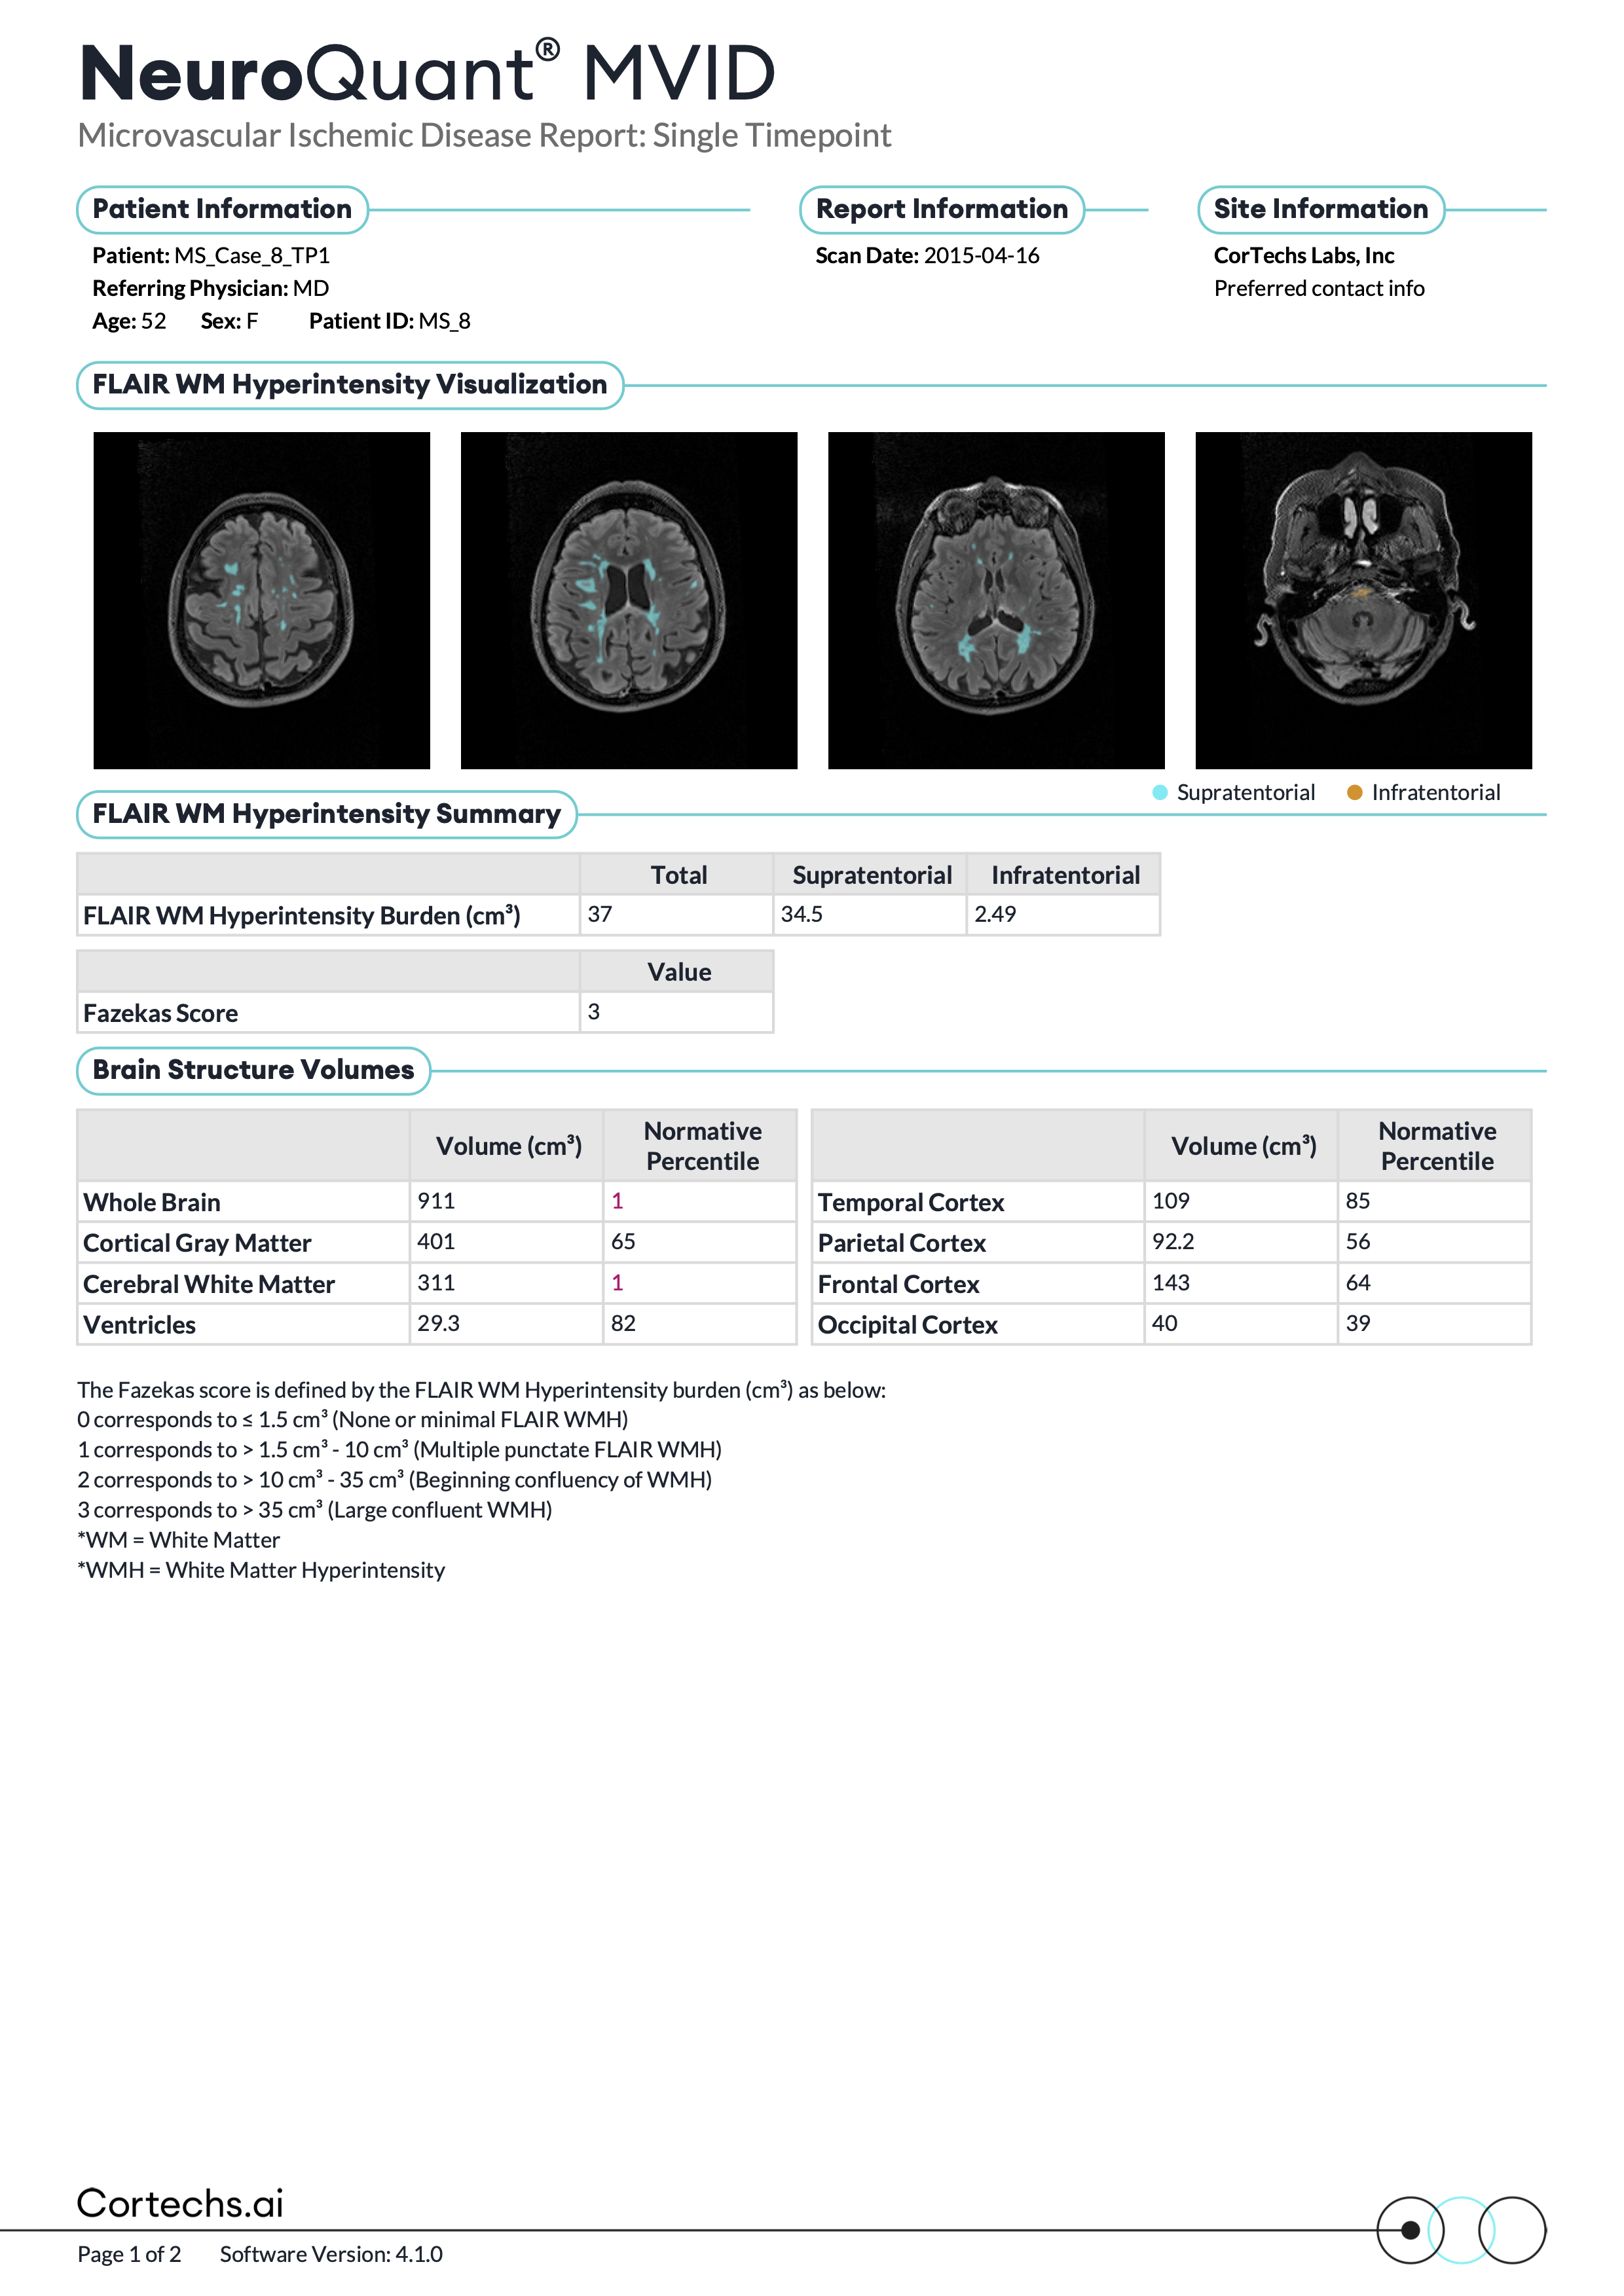 NeuroQuant® MVID
Microvascular Ischemic Disease Report: Single Timepoint
Patient Information
Patient: MS_Case_8_TP1
Referring Physician: MD
Age: 52 Sex: F Patient ID: MS_8
Report Information
Scan Date: 2015-04-16
Site Information
CorTechs Labs, Inc
Preferred contact info
FLAIR WM Hyperintensity Visualization
Supratentorial Infratentorial
FLAIR WM Hyperintensity Summary
Total Supratentorial Infratentorial
FLAIR WM Hyperintensity Burden (cm³) 37 34.5 2.49
Value
Fazekas Score 3
Brain Structure Volumes
Volume (cm³) Normative Percentile
Whole Brain 911 1
Cortical Gray Matter 401 65
Cerebral White Matter 311 1
Ventricles 29.3 82
Volume (cm³) Normative Percentile
Temporal Cortex 109 85
Parietal Cortex 92.2 56
Frontal Cortex 143 64
Occipital Cortex 40 39
The Fazekas score is defined by the FLAIR WM Hyperintensity burden (cm³) as below:
0 corresponds to ≤ 1.5 cm³ (None or minimal FLAIR WMH)
1 corresponds to > 1.5 cm³ - 10 cm³ (Multiple punctate FLAIR WMH)
2 corresponds to > 10 cm³ - 35 cm³ (Beginning confluency of WMH)
3 corresponds to > 35 cm³ (Large confluent WMH)
*WM = White Matter
*WMH = White Matter Hyperintensity
Cortechs.ai
Page 1 of 2 Software Version: 4.1.0